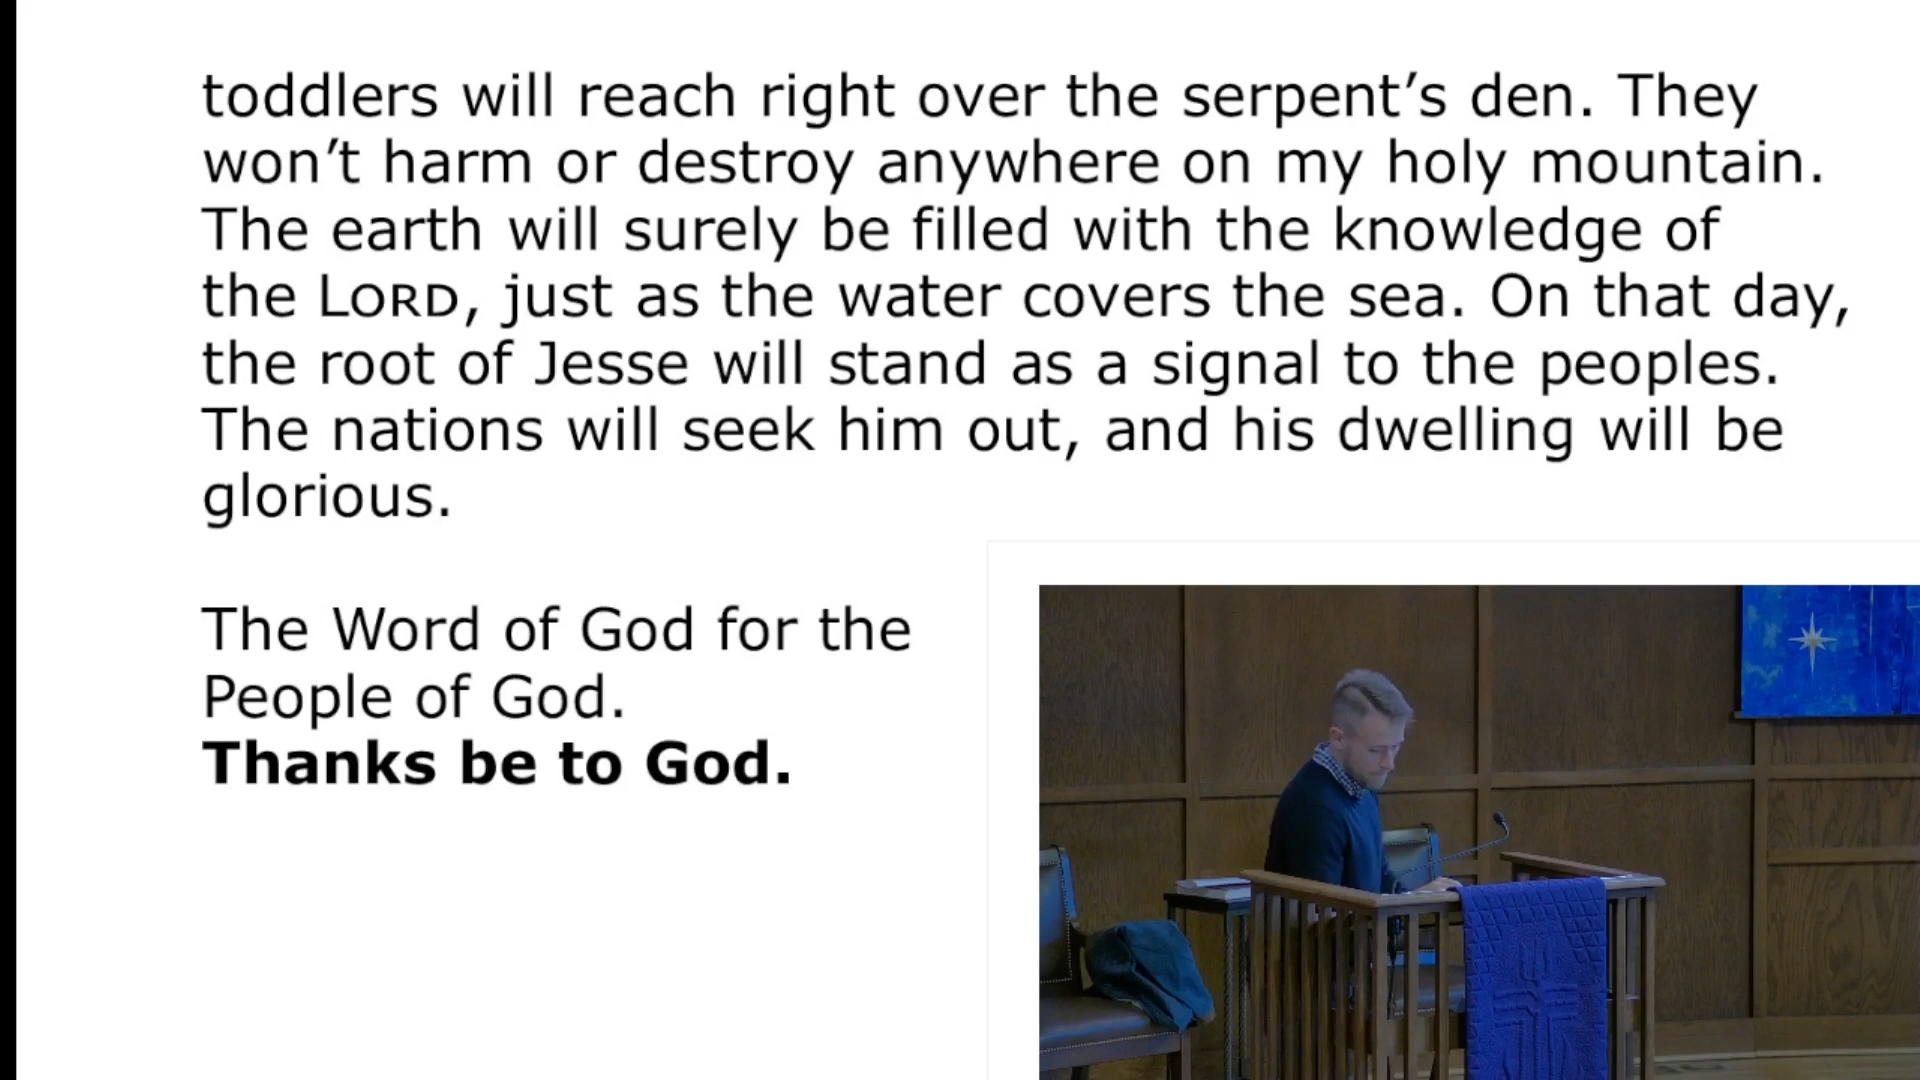 toddlers will reach right over the serpent’s den. They
won’t harm or destroy anywhere on my holy mountain.
The earth will surely be filled with the knowledge of
the LORD, just as the water covers the sea. On that day,
the root of Jesse will stand as a signal to the peoples.
The nations will seek him out, and his dwelling will be
glorious.
The Word of God for the
People of God.
Thanks be to God.